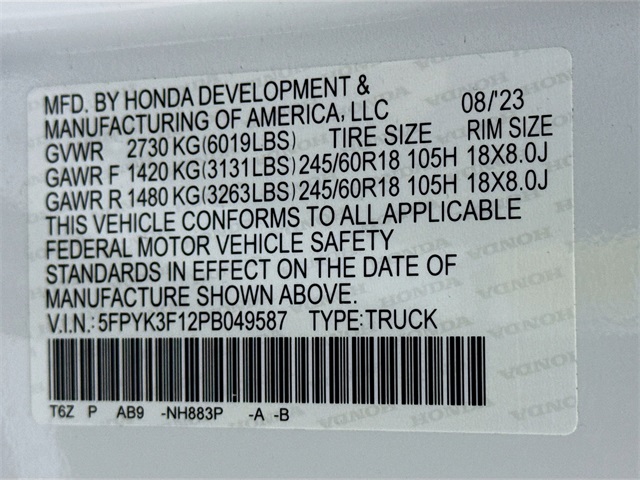 MFD. BY HONDA DEVELOPMENT &
MANUFACTURING OF AMERICA, LLC 08/'23
GVWR 2730 KG(6019LBS) TIRE SIZE RIM SIZE
GAWR F 1420 KG(3131LBS) 245/60R18 105H 18X8.0J
GAWR R 1480 KG(3263LBS) 245/60R18 105H 18X8.0J
THIS VEHICLE CONFORMS TO ALL APPLICABLE
FEDERAL MOTOR VEHICLE SAFETY
STANDARDS IN EFFECT ON THE DATE OF
MANUFACTURE SHOWN ABOVE.
V.I.N.: 5FPYK3F12PB049587 TYPE:TRUCK
T6Z P AB9 -NH883P -A -B